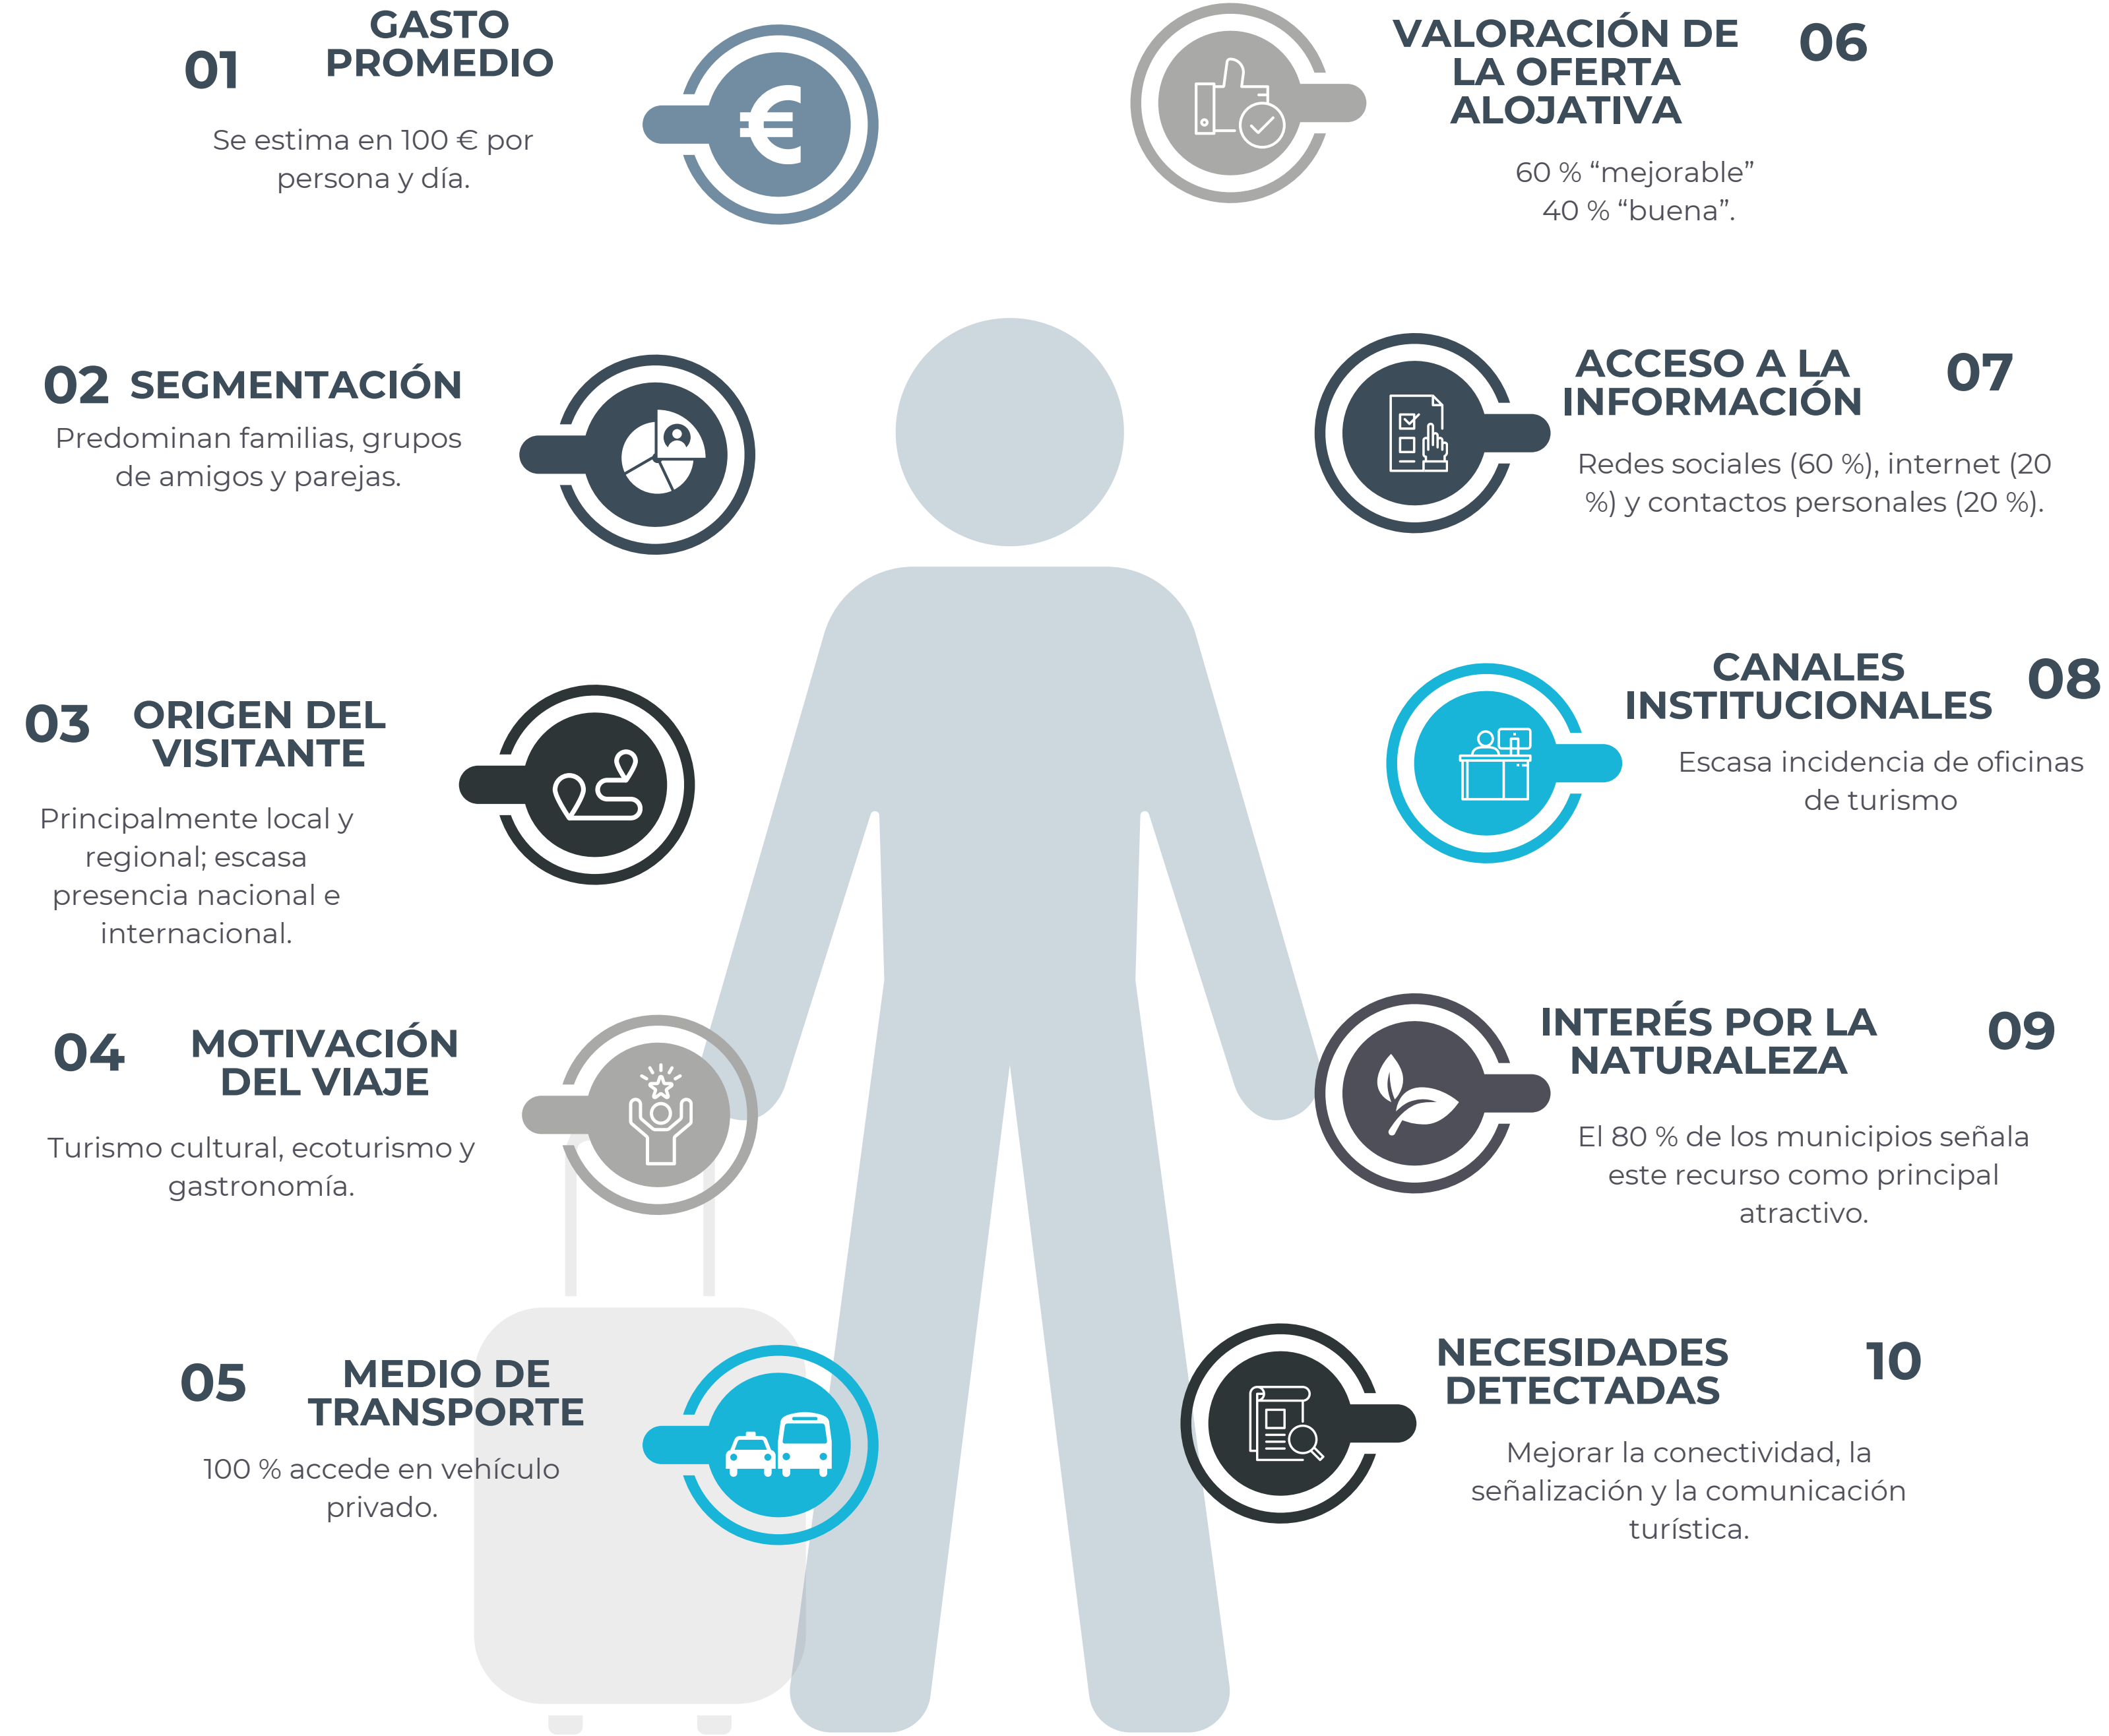 01
GASTO
PROMEDIO
Se estima en 100 € por
persona y día.
02
SEGMENTACIÓN
Predominan familias, grupos
de amigos y parejas.
03
ORIGEN DEL
VISITANTE
Principalmente local y
regional; escasa
presencia nacional e
internacional.
04
MOTIVACIÓN
DEL VIAJE
Turismo cultural, ecoturismo y
gastronomía.
05
MEDIO DE
TRANSPORTE
100 % accede en vehículo
privado.
VALORACIÓN DE
LA OFERTA
ALOJATIVA
06
60 % “mejorable”
40 % “buena”.
ACCESO A LA
INFORMACIÓN
07
Redes sociales (60 %), internet (20
%) y contactos personales (20 %).
CANALES
INSTITUCIONALES
08
Escasa incidencia de oficinas
de turismo
INTERÉS POR LA
NATURALEZA
09
El 80 % de los municipios señala
este recurso como principal
atractivo.
NECESIDADES
DETECTADAS
10
Mejorar la conectividad, la
señalización y la comunicación
turística.